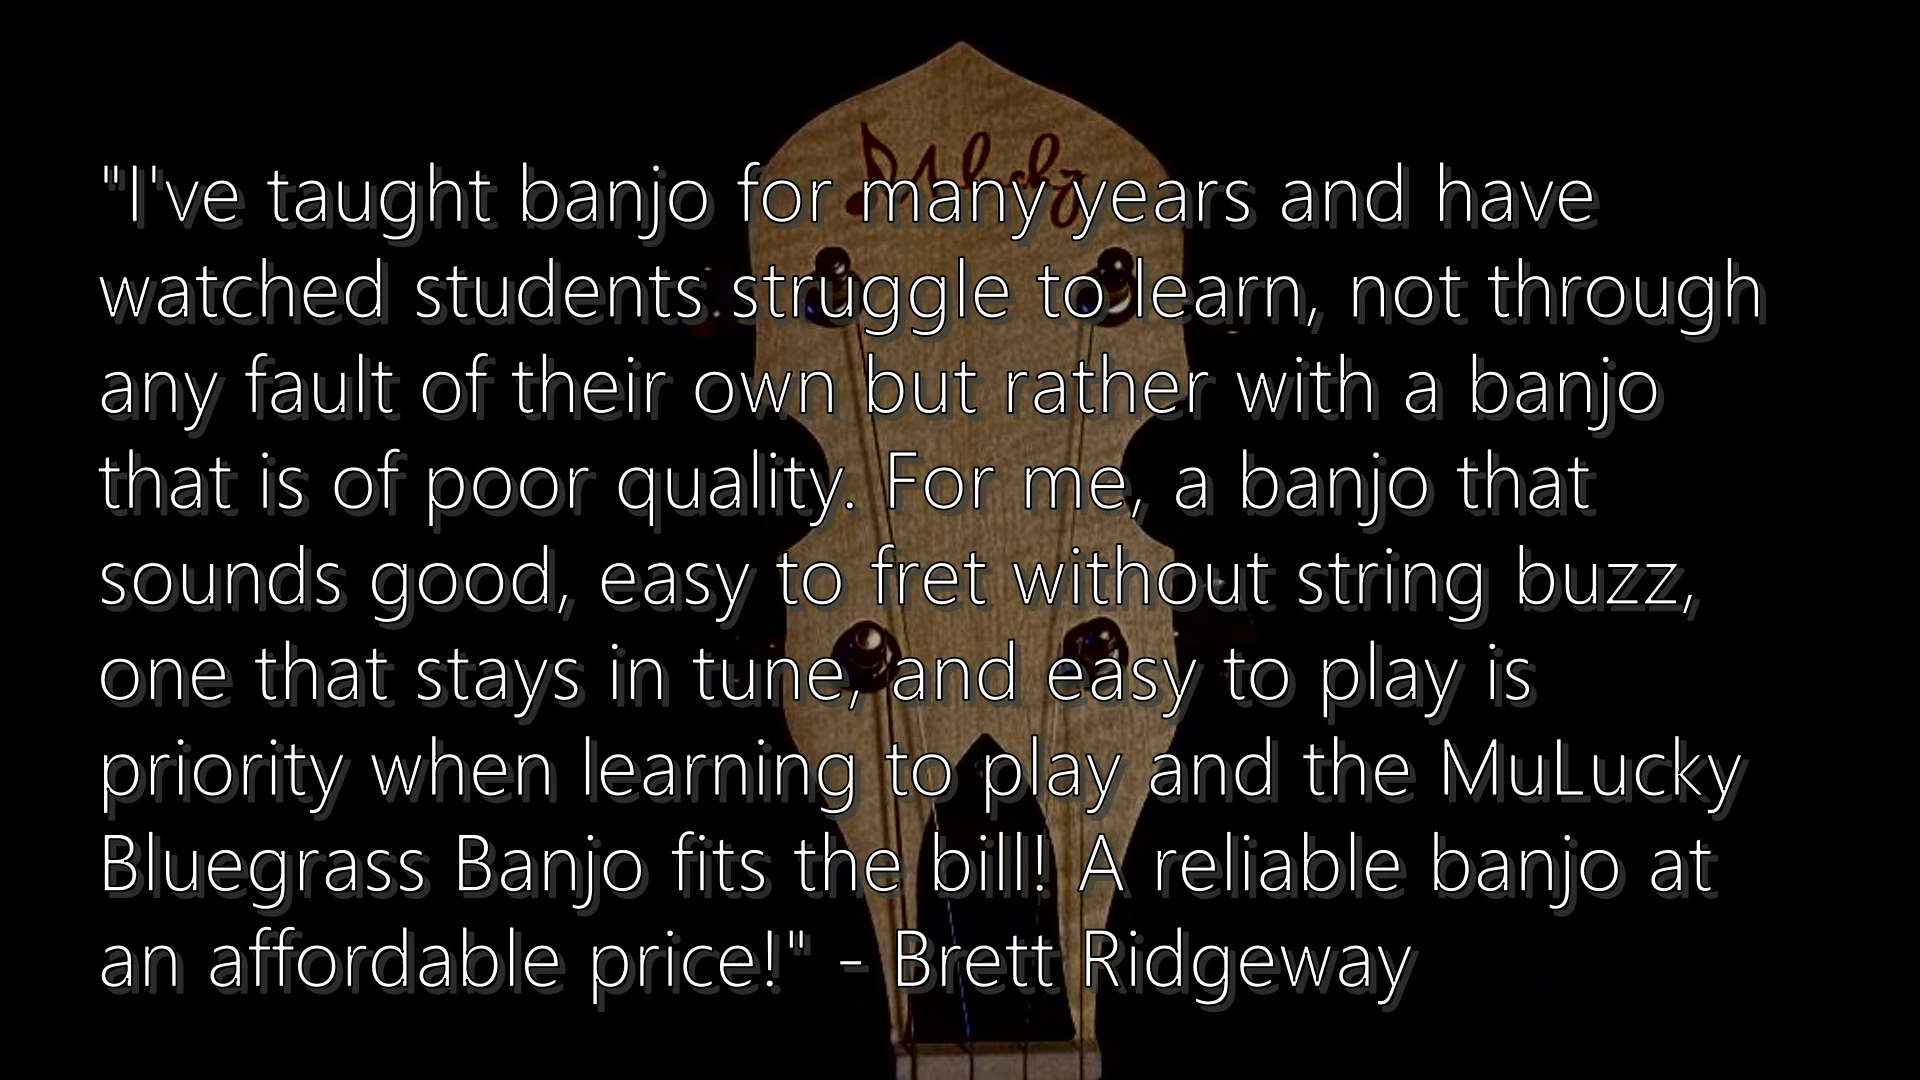 Mulucky
"I've taught banjo for many years and have
watched students struggle to learn, not through
any fault of their own but rather with a banjo
that is of poor quality. For me, a banjo that
sounds good, easy to fret without string buzz,
one that stays in tune, and easy to play is
priority when learning to play and the MuLucky
Bluegrass Banjo fits the bill! A reliable banjo at
an affordable price!" - Brett Ridgeway